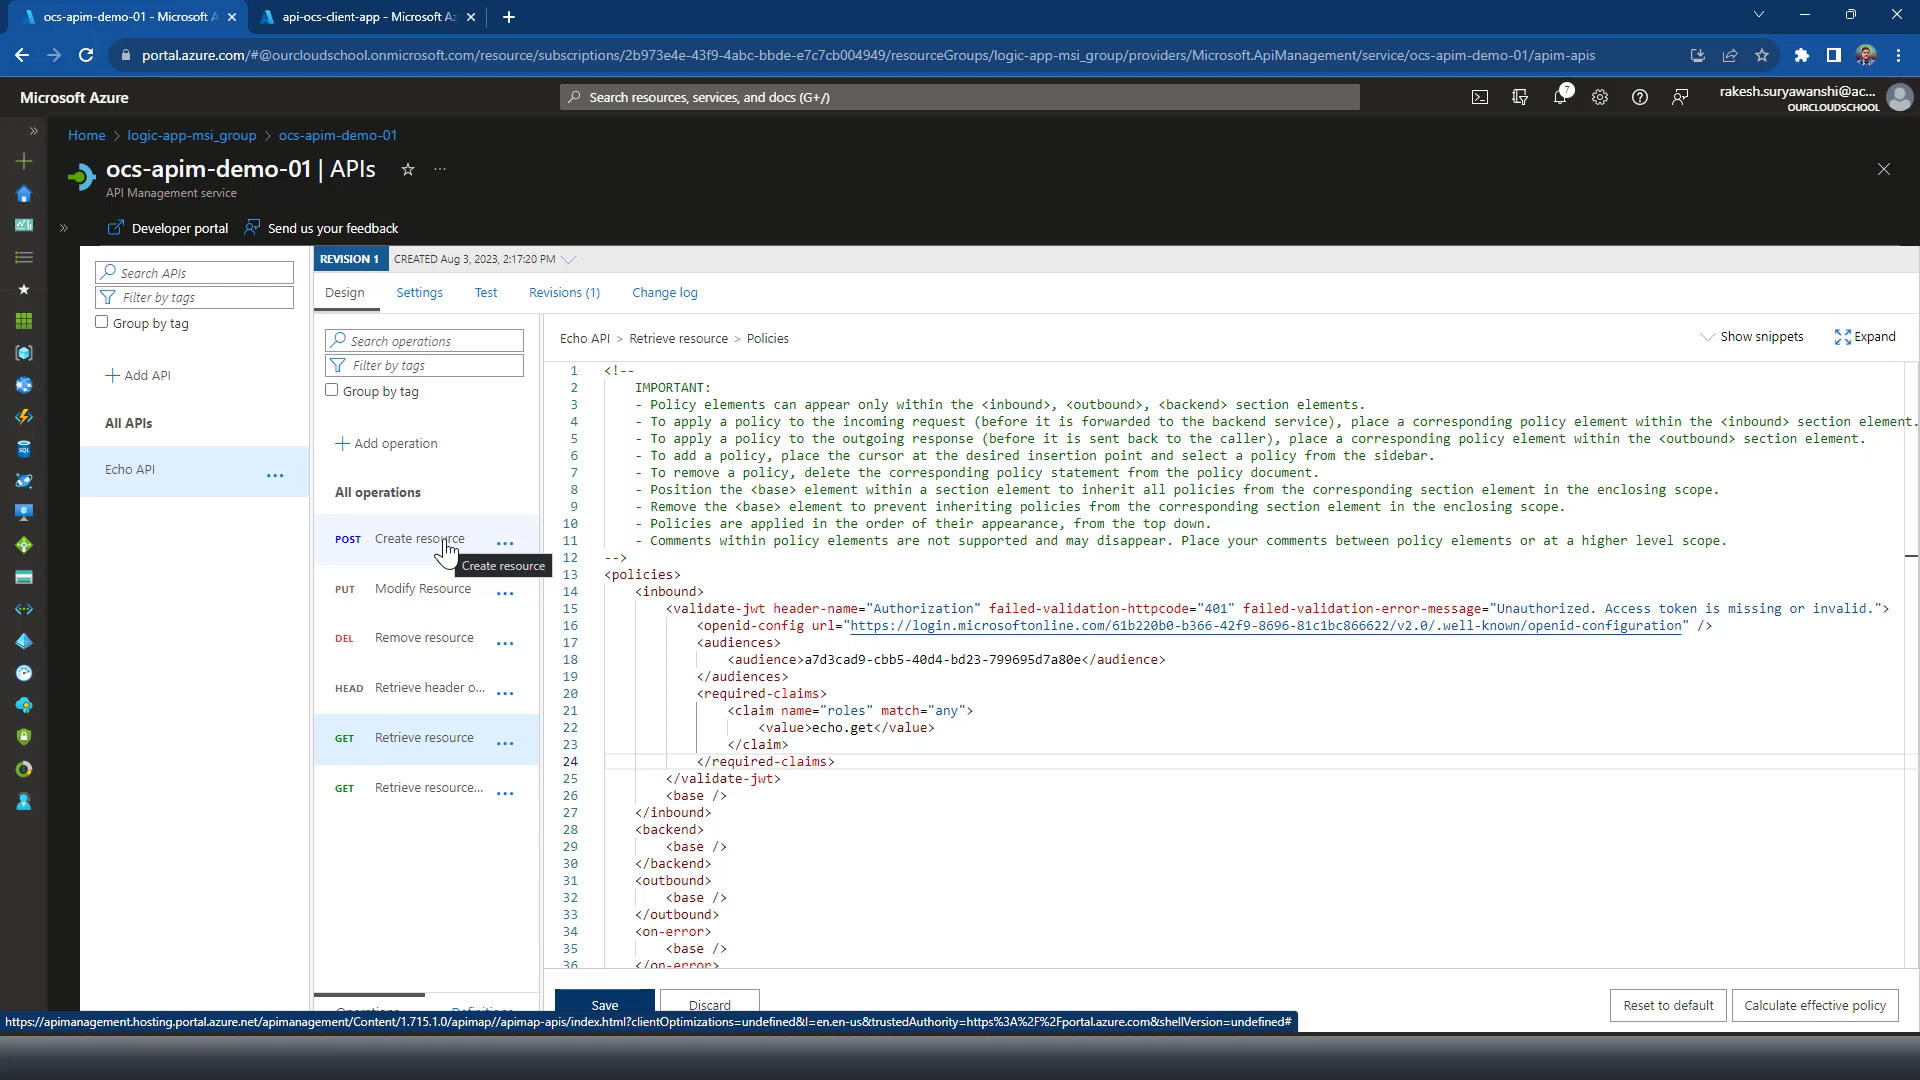 ocs-apim-demo-01 - Microsoft A
api-ocs-client-app - Microsoft Az
portal.azure.com/#@ourcloudschool.onmicrosoft.com/resource/subscriptions/2b973e4e-43f9-4abc-bbde-e7c7cb004949/resourceGroups/logic-app-msi_group/providers/Microsoft.ApiManagement/service/ocs-apim-demo-01/apim-apis
Microsoft Azure
Search resources, services, and docs (G+/)
7
rakesh.suryawanshi@ac...
OURCLOUDSCHOOL
Home > logic-app-msi_group > ocs-apim-demo-01
ocs-apim-demo-01 | APIs
API Management service
Developer portal
Send us your feedback
Search APIs
Filter by tags
Group by tag
+ Add API
All APIs
Echo API
REVISION 1
CREATED Aug 3, 2023, 2:17:20 PM
Design
Settings
Test
Revisions (1)
Change log
Search operations
Filter by tags
Group by tag
+ Add operation
All operations
POST Create resource
Create resource
PUT Modify Resource
DEL Remove resource
HEAD Retrieve header o...
GET Retrieve resource
GET Retrieve resource...
Echo API > Retrieve resource > Policies
Show snippets
Expand
1 <!--
2 IMPORTANT:
3 - Policy elements can appear only within the <inbound>, <outbound>, <backend> section elements.
4 - To apply a policy to the incoming request (before it is forwarded to the backend service), place a corresponding policy element within the <inbound> section element.
5 - To apply a policy to the outgoing response (before it is sent back to the caller), place a corresponding policy element within the <outbound> section element.
6 - To add a policy, place the cursor at the desired insertion point and select a policy from the sidebar.
7 - To remove a policy, delete the corresponding policy statement from the policy document.
8 - Position the <base> element within a section element to inherit all policies from the corresponding section element in the enclosing scope.
9 - Remove the <base> element to prevent inheriting policies from the corresponding section element in the enclosing scope.
10 - Policies are applied in the order of their appearance, from the top down.
11 - Comments within policy elements are not supported and may disappear. Place your comments between policy elements or at a higher level scope.
12 -->
13 <policies>
14 <inbound>
15 <validate-jwt header-name="Authorization" failed-validation-httpcode="401" failed-validation-error-message="Unauthorized. Access token is missing or invalid.">
16 <openid-config url="https://login.microsoftonline.com/61b220b0-b366-42f9-8696-81c1bc866622/v2.0/.well-known/openid-configuration" />
17 <audiences>
18 <audience>a7d3cad9-cbb5-40d4-bd23-799695d7a80e</audience>
19 </audiences>
20 <required-claims>
21 <claim name="roles" match="any">
22 <value>echo.get</value>
23 </claim>
24 </required-claims>
25 </validate-jwt>
26 <base />
27 </inbound>
28 <backend>
29 <base />
30 </backend>
31 <outbound>
32 <base />
33 </outbound>
34 <on-error>
35 <base />
36 </on-error>
Save
Discard
Reset to default
Calculate effective policy
https://apimanagement.hosting.portal.azure.net/apimanagement/Content/1.715.1.0/apimap//apimap-apis/index.html?clientOptimizations=undefined&l=en.en-us&trustedAuthority=https%3A%2F%2Fportal.azure.com&shellVersion=undefined#